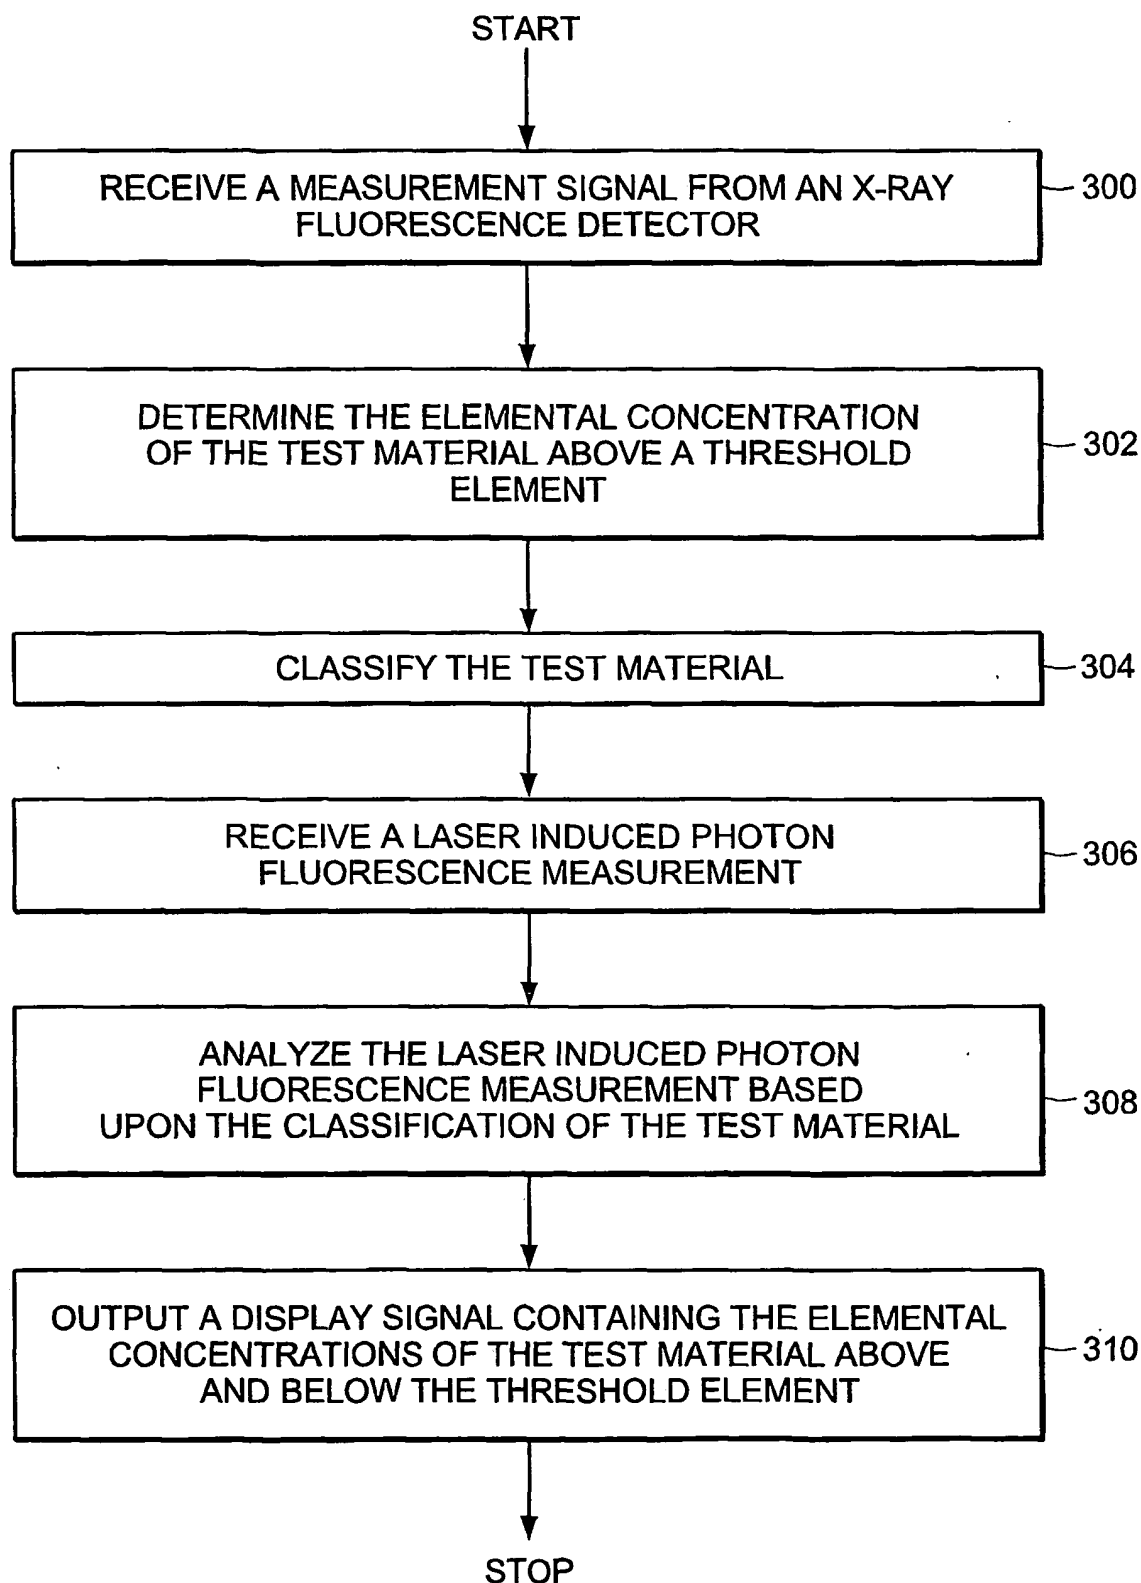 START
RECEIVE A MEASUREMENT SIGNAL FROM AN X-RAY
FLUORESCENCE DETECTOR
300
DETERMINE THE ELEMENTAL CONCENTRATION
OF THE TEST MATERIAL ABOVE A THRESHOLD
ELEMENT
302
CLASSIFY THE TEST MATERIAL
304
RECEIVE A LASER INDUCED PHOTON
FLUORESCENCE MEASUREMENT
306
ANALYZE THE LASER INDUCED PHOTON
FLUORESCENCE MEASUREMENT BASED
UPON THE CLASSIFICATION OF THE TEST MATERIAL
308
OUTPUT A DISPLAY SIGNAL CONTAINING THE ELEMENTAL
CONCENTRATIONS OF THE TEST MATERIAL ABOVE
AND BELOW THE THRESHOLD ELEMENT
310
STOP